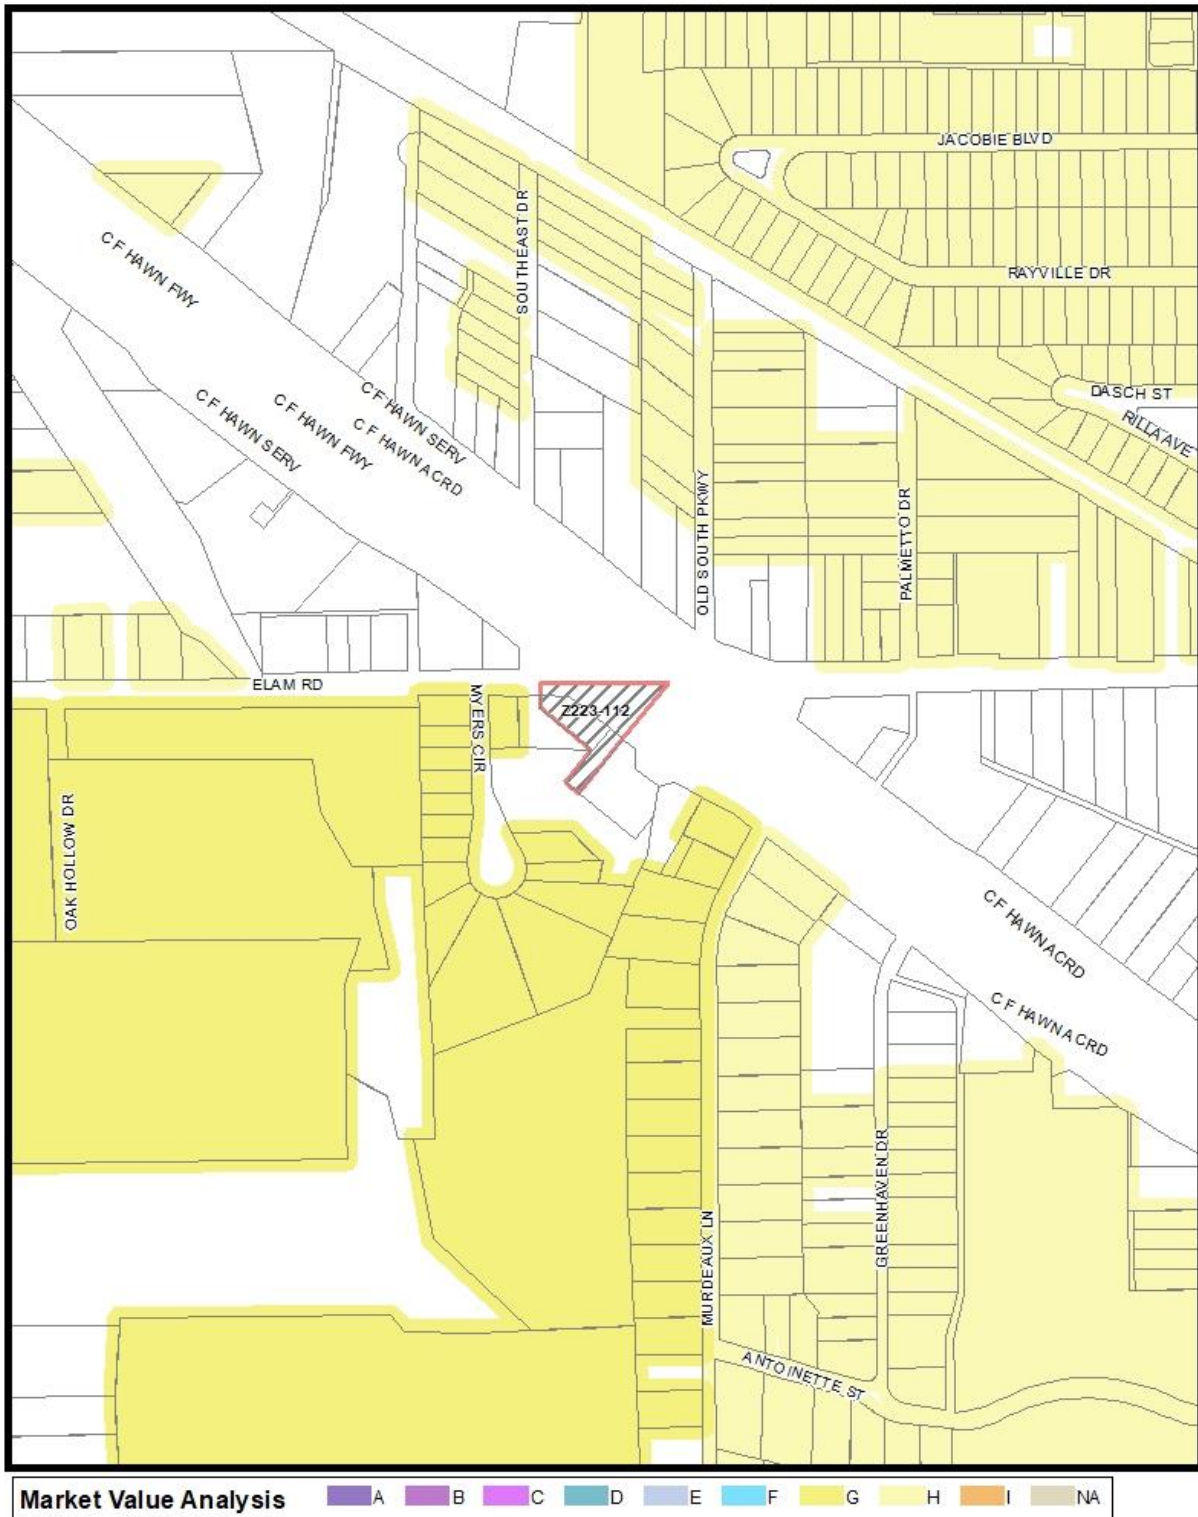 JACOBIE BLVD
SOUTHEAST DR
C F HAWN FWY
RAYVILLE DR
DASCH ST
RILLA AVE
C F HAWN SERV
C F HAWN FWY
C F HAWN SERV
C F HAWN ACRD
OLD SOUTH PKWY
PALMETTO DR
ELAM RD
MYERS CIR
Z223-112
OAK HOLLOW DR
C F HAWN ACRD
C F HAWN ACRD
GREENHAVEN DR
MURDEAUX LN
ANTOINETTE ST
Market Value Analysis A B C D E F G H I NA